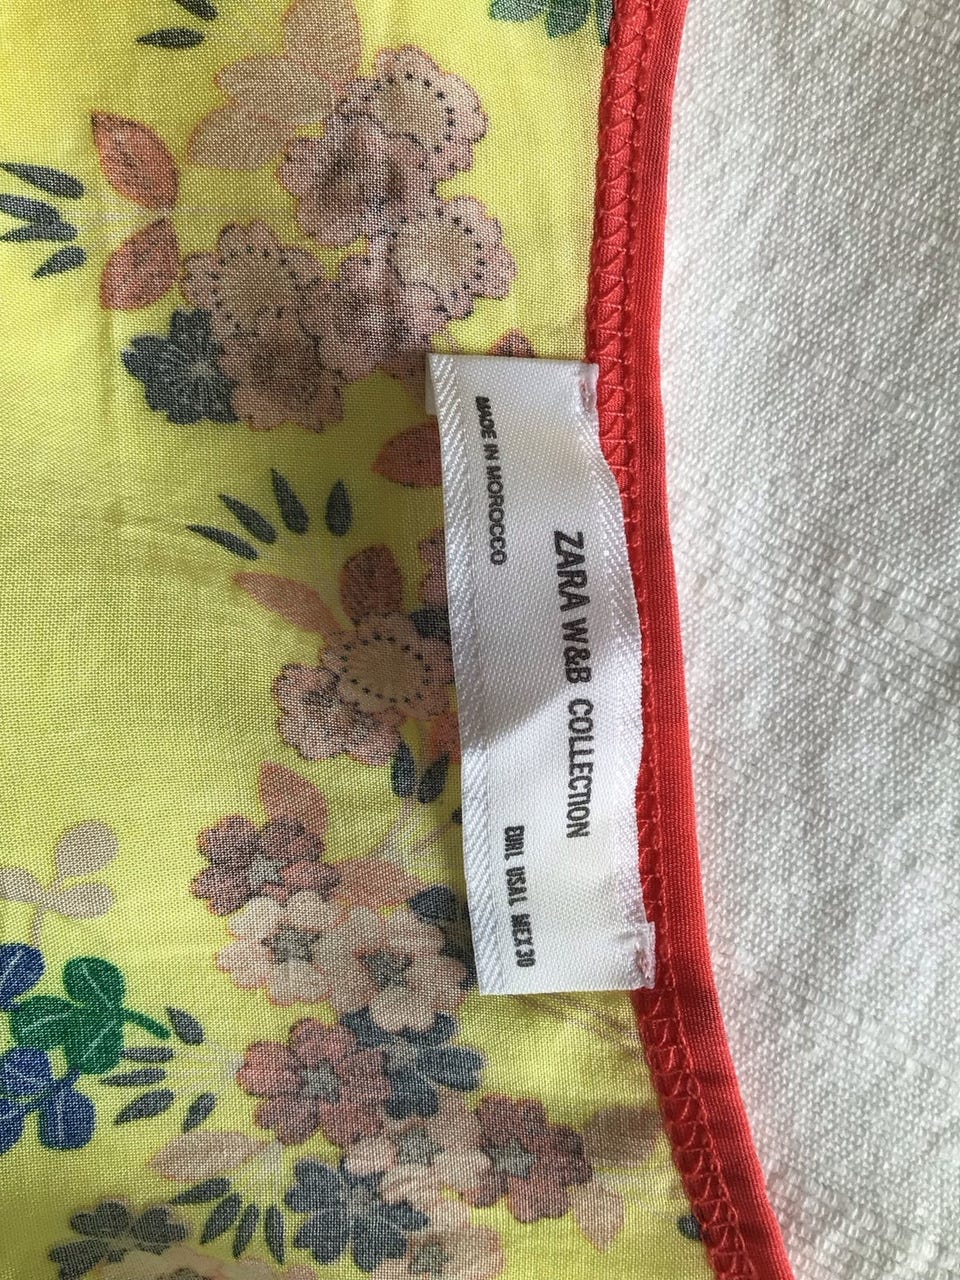 ZARA W&B COLLECTION
MADE IN MOROCCO
EUR L USA L MEX 30